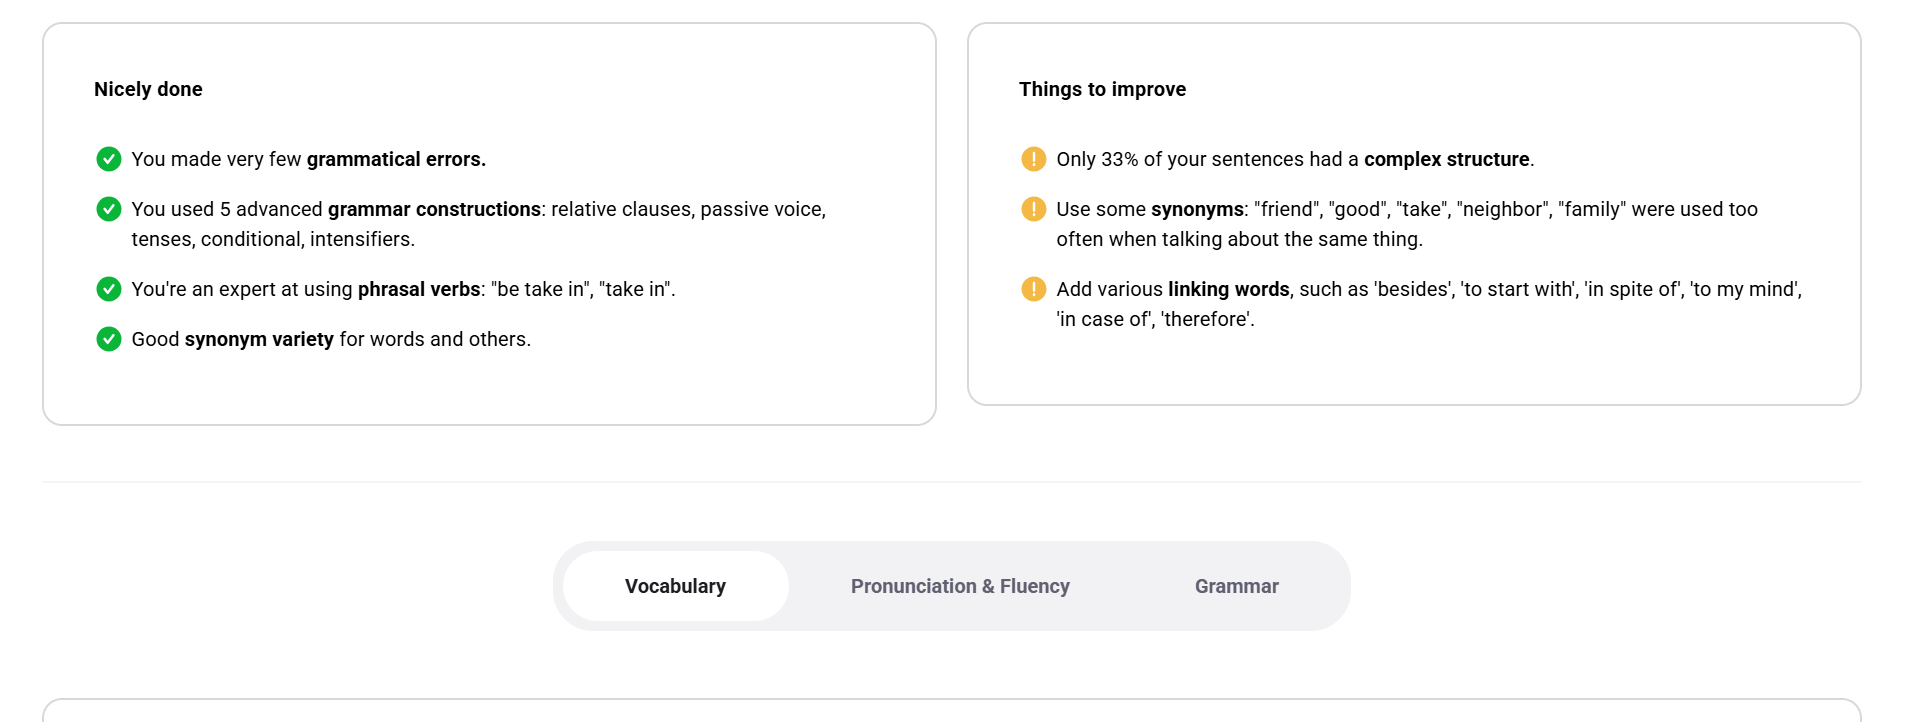 Nicely done
You made very few grammatical errors.
You used 5 advanced grammar constructions: relative clauses, passive voice,
tenses, conditional, intensifiers.
You're an expert at using phrasal verbs: "be take in", "take in".
Good synonym variety for words and others.
Things to improve
Only 33% of your sentences had a complex structure.
Use some synonyms: "friend", "good", "take", "neighbor", "family" were used too
often when talking about the same thing.
Add various linking words, such as 'besides', 'to start with', 'in spite of', 'to my mind',
'in case of', 'therefore'.
Vocabulary
Pronunciation & Fluency
Grammar